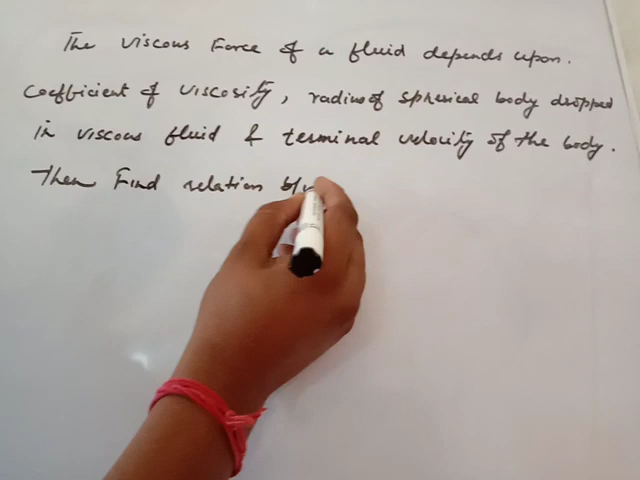 The viscous Force of a fluid depends upon.
Coefficient of viscosity, radius of spherical body dropped
in viscous fluid & terminal velocity of the body.
Then Find relation b/w